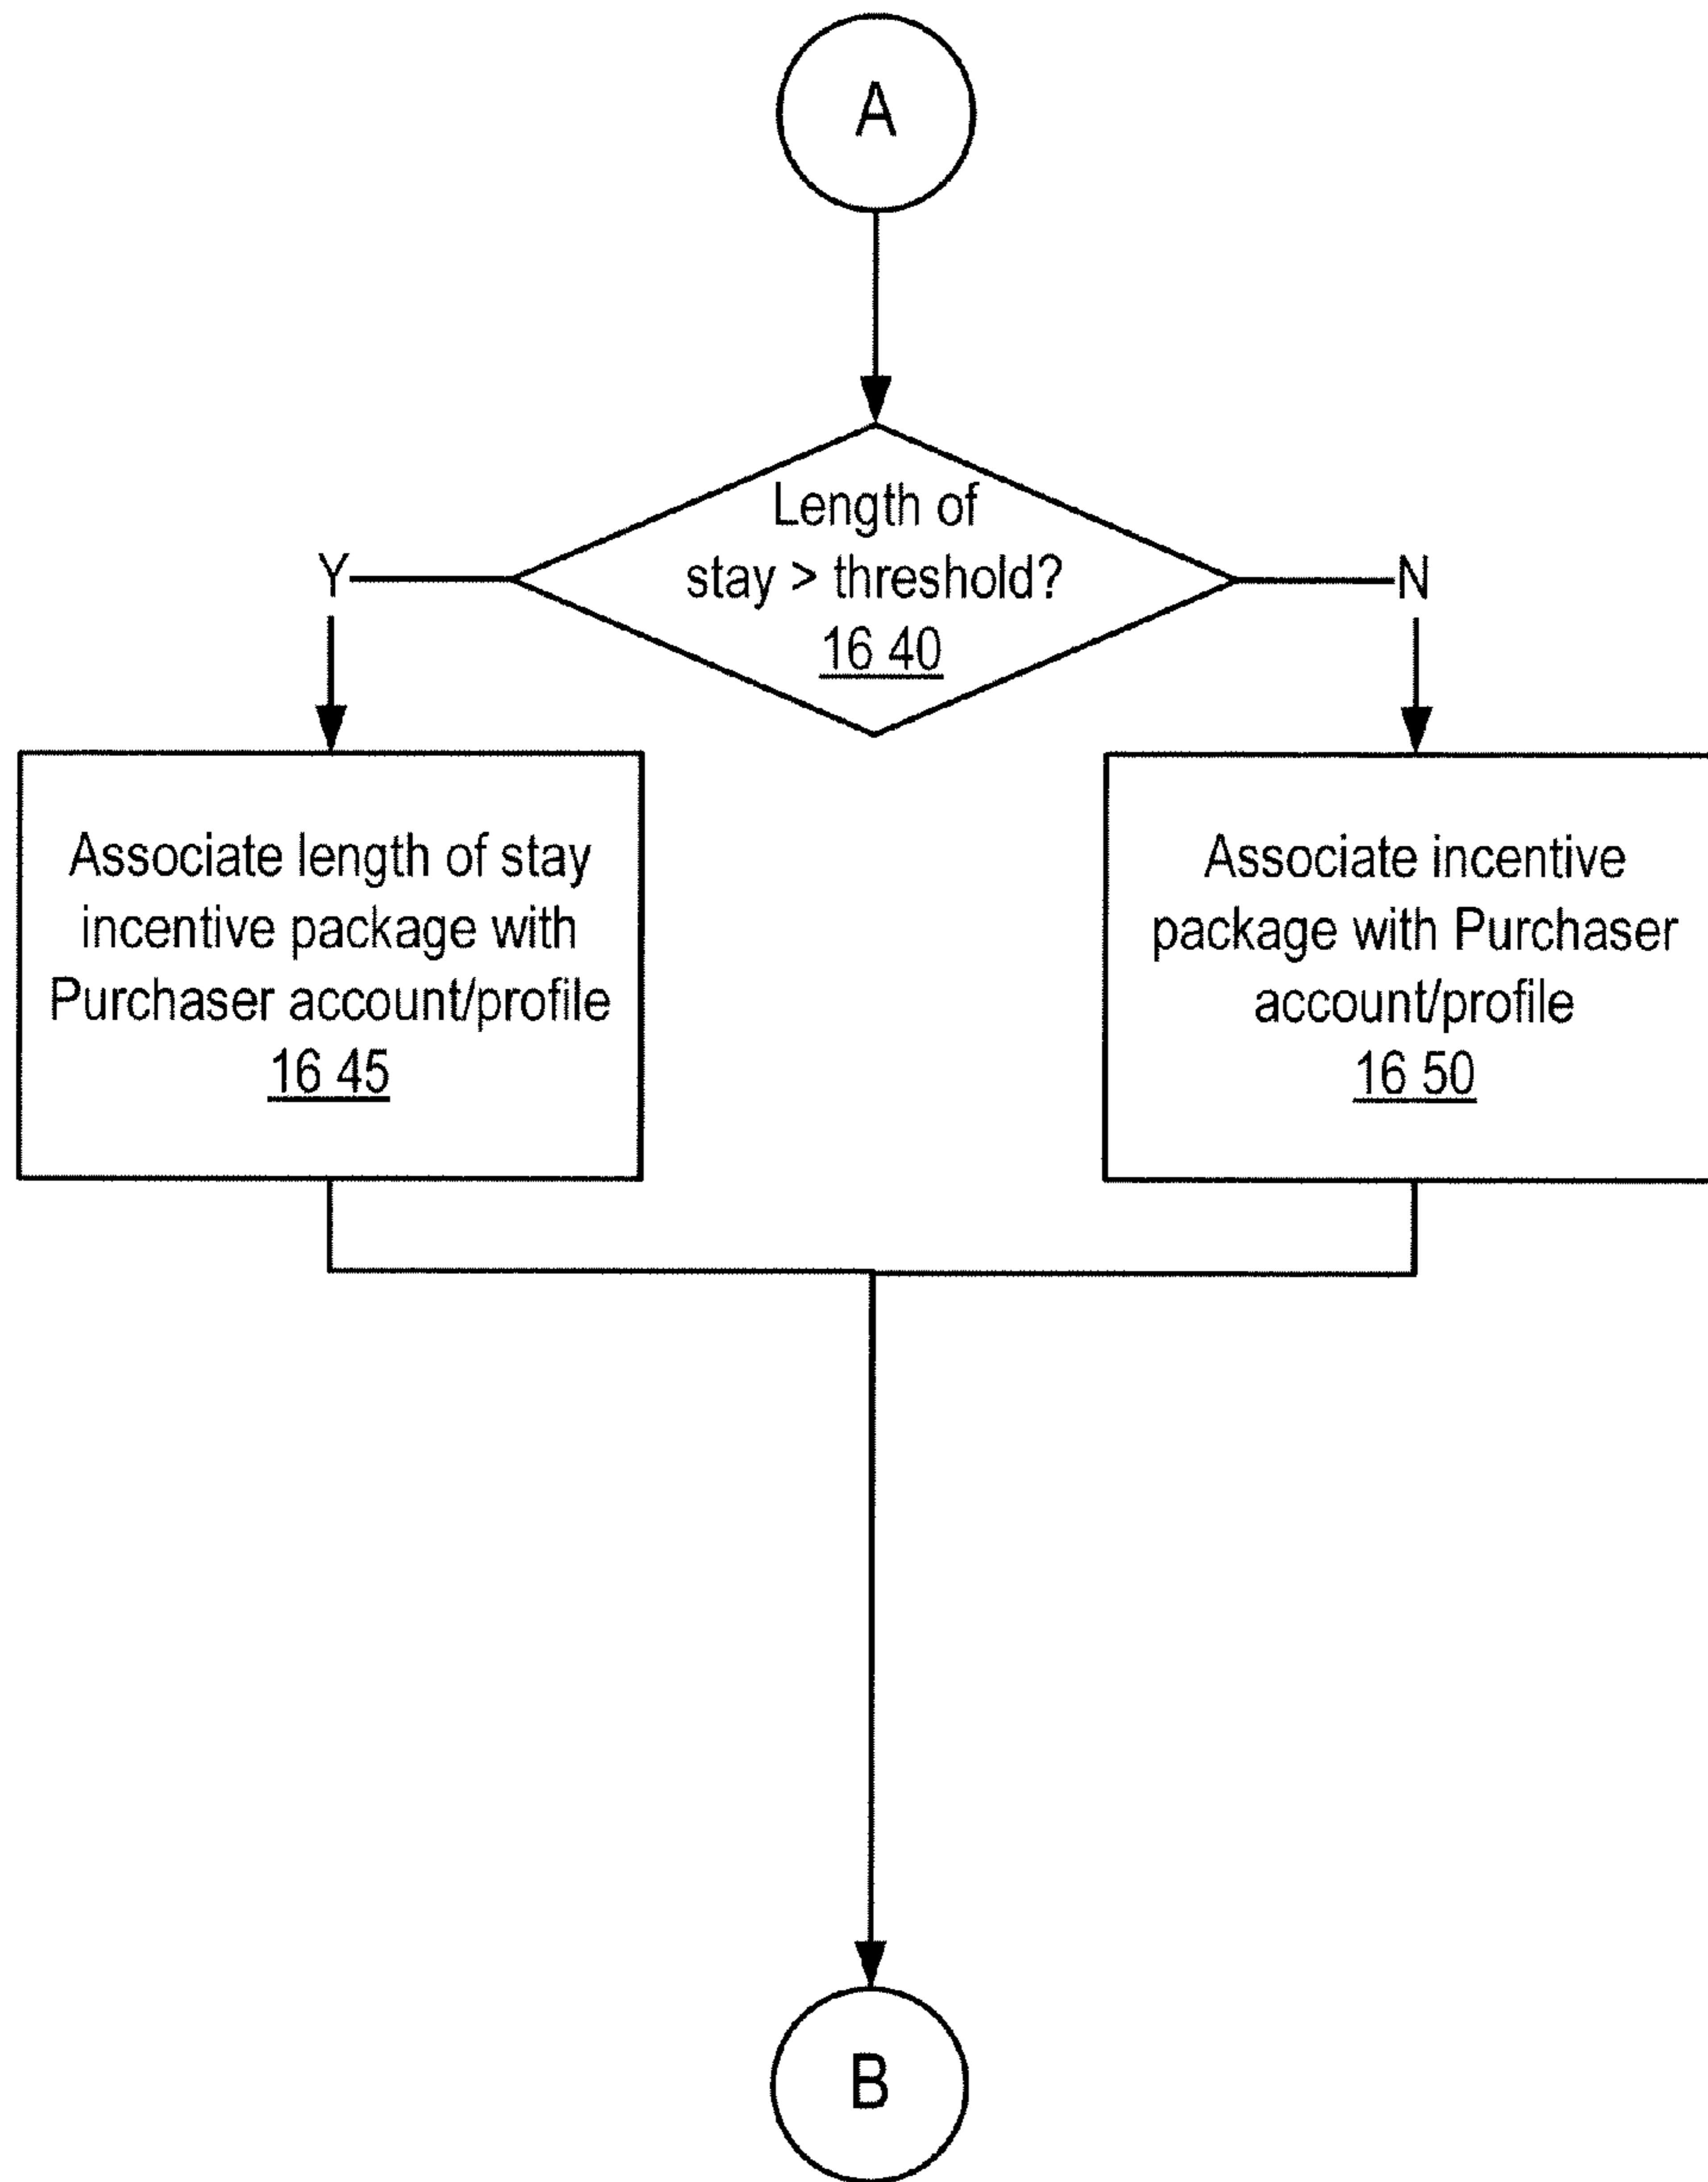 A
Length of
stay > threshold?
16 40
Y
N
Associate length of stay
incentive package with
Purchaser account/profile
16 45
Associate incentive
package with Purchaser
account/profile
16 50
B